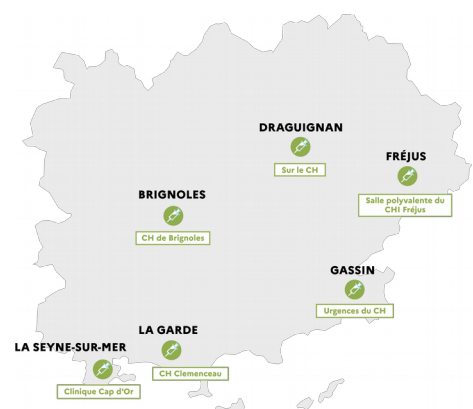 DRAGUIGNAN
Sur le CH
FRÉJUS
Salle polyvalente du
CHI Fréjus
BRIGNOLES
CH de Brignoles
GASSIN
Urgences du CH
LA GARDE
CH Clemenceau
LA SEYNE-SUR-MER
Clinique Cap d'Or